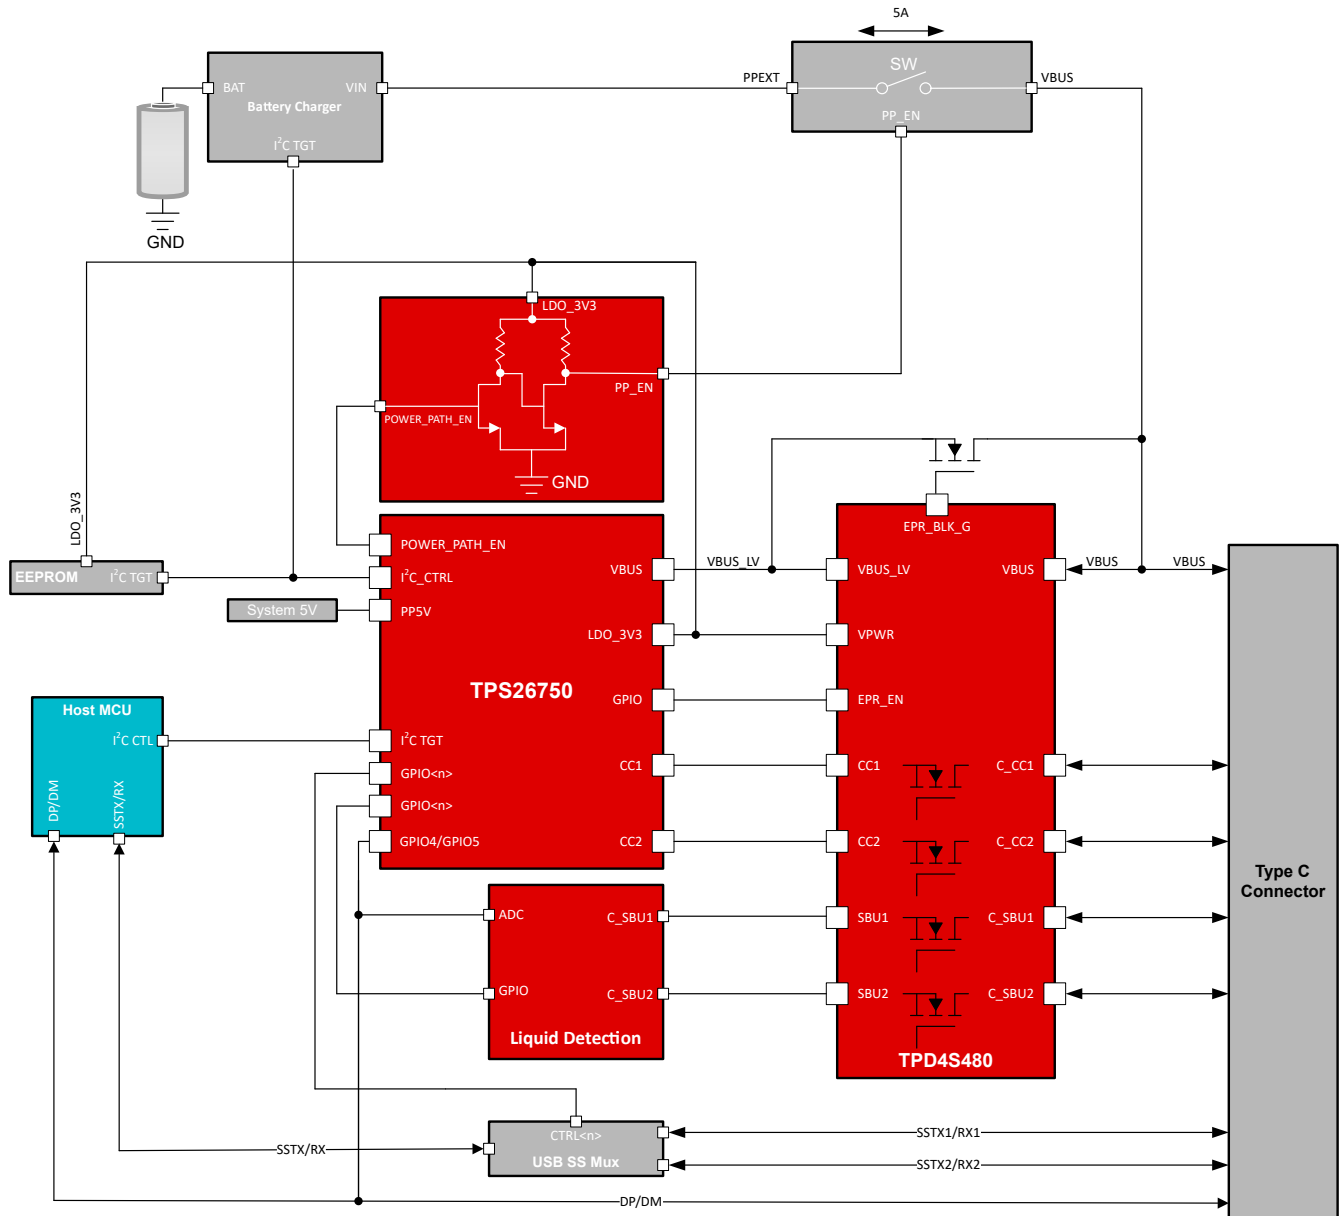 5A
SW
PPEXT
VBUS
PP_EN
BAT
VIN
Battery Charger
I²C TGT
GND
LDO_3V3
PP_EN
POWER_PATH_EN
GND
LDO_3V3
EEPROM
I²C TGT
System 5V
POWER_PATH_EN
I²C_CTRL
PP5V
VBUS
LDO_3V3
TPS26750
GPIO
I²C TGT
GPIO<n>
GPIO<n>
GPIO4/GPIO5
CC1
CC2
VBUS_LV
EPR_BLK_G
VBUS_LV
VBUS
VPWR
EPR_EN
CC1
C_CC1
CC2
C_CC2
SBU1
C_SBU1
SBU2
C_SBU2
TPD4S480
VBUS
VBUS
Type C
Connector
Host MCU
I²C CTL
DP/DM
SSTX/RX
ADC
C_SBU1
GPIO
C_SBU2
Liquid Detection
CTRL<n>
USB SS Mux
SSTX/RX
SSTX1/RX1
SSTX2/RX2
DP/DM